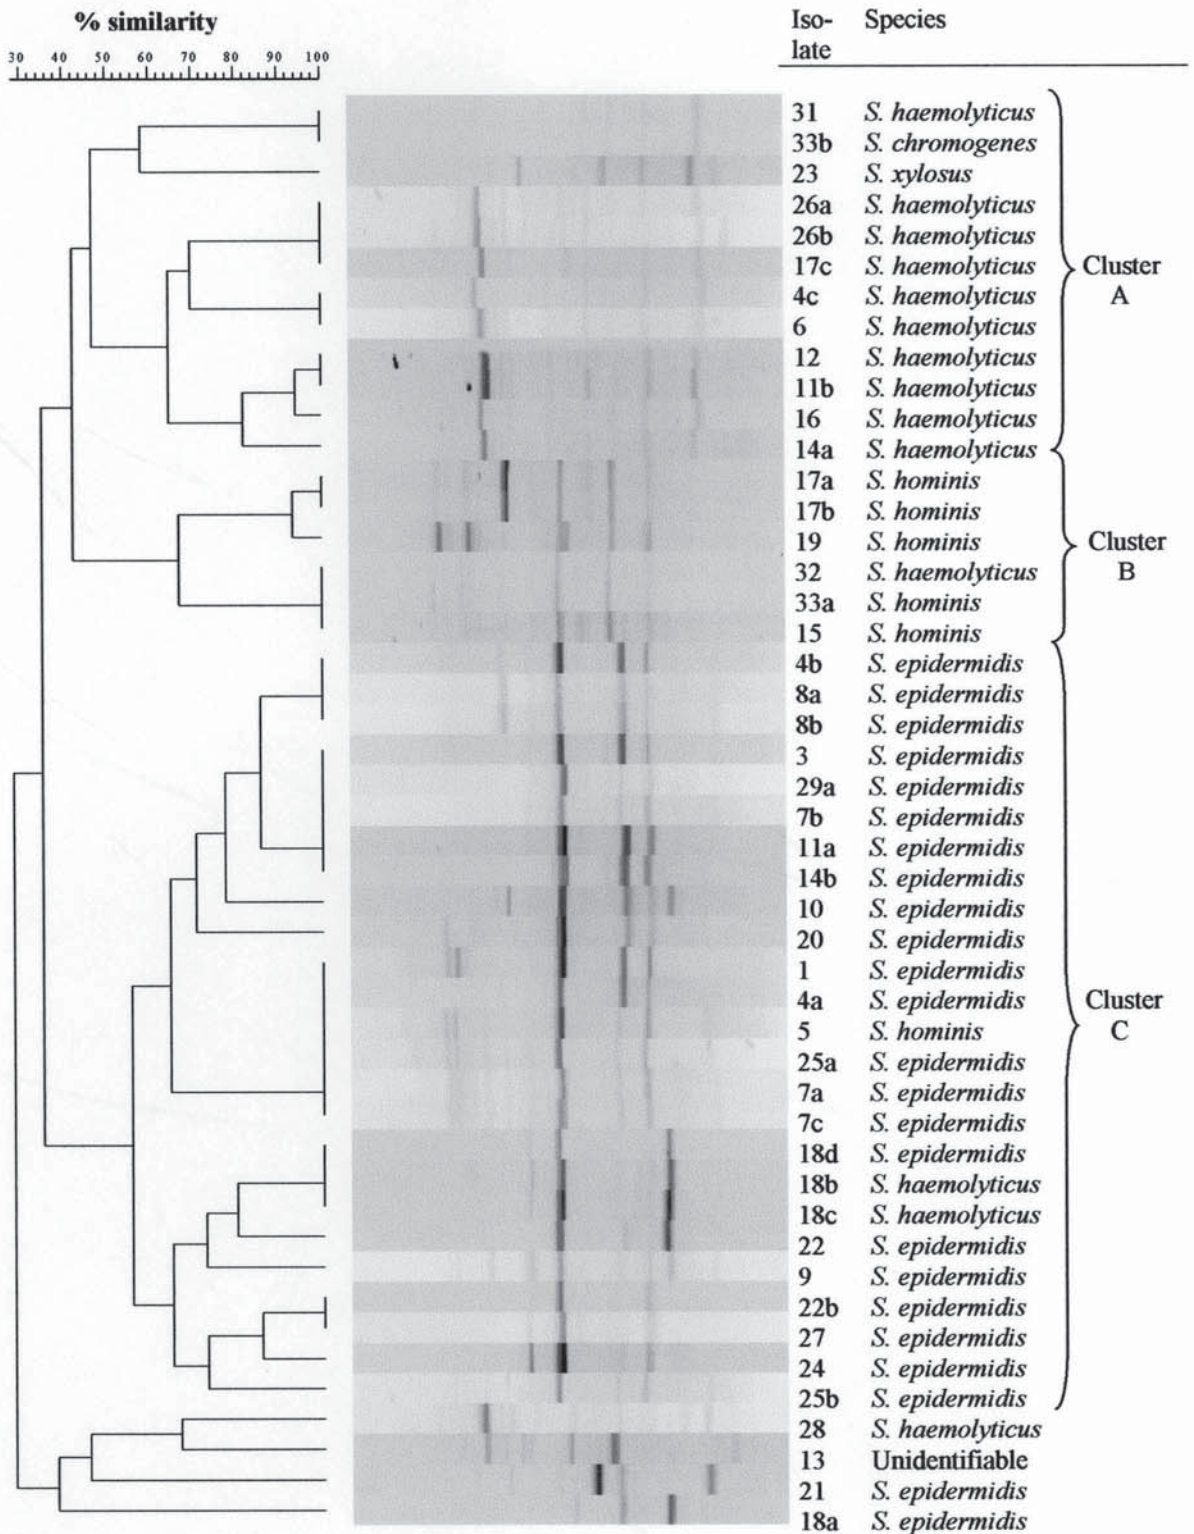 % similarity
Iso- Species
late
30 40 50 60 70 80 90 100
31 S. haemolyticus
33b S. chromogenes
23 S. xylosus
26a S. haemolyticus
26b S. haemolyticus
17c S. haemolyticus
Cluster
A
4c S. haemolyticus
6 S. haemolyticus
12 S. haemolyticus
11b S. haemolyticus
16 S. haemolyticus
14a S. haemolyticus
17a S. hominis
17b S. hominis
19 S. hominis
Cluster
B
32 S. haemolyticus
33a S. hominis
15 S. hominis
4b S. epidermidis
8a S. epidermidis
8b S. epidermidis
3 S. epidermidis
29a S. epidermidis
7b S. epidermidis
11a S. epidermidis
14b S. epidermidis
10 S. epidermidis
20 S. epidermidis
1 S. epidermidis
4a S. epidermidis
Cluster
C
5 S. hominis
25a S. epidermidis
7a S. epidermidis
7c S. epidermidis
18d S. epidermidis
18b S. haemolyticus
18c S. haemolyticus
22 S. epidermidis
9 S. epidermidis
22b S. epidermidis
27 S. epidermidis
24 S. epidermidis
25b S. epidermidis
28 S. haemolyticus
13 Unidentifiable
21 S. epidermidis
18a S. epidermidis